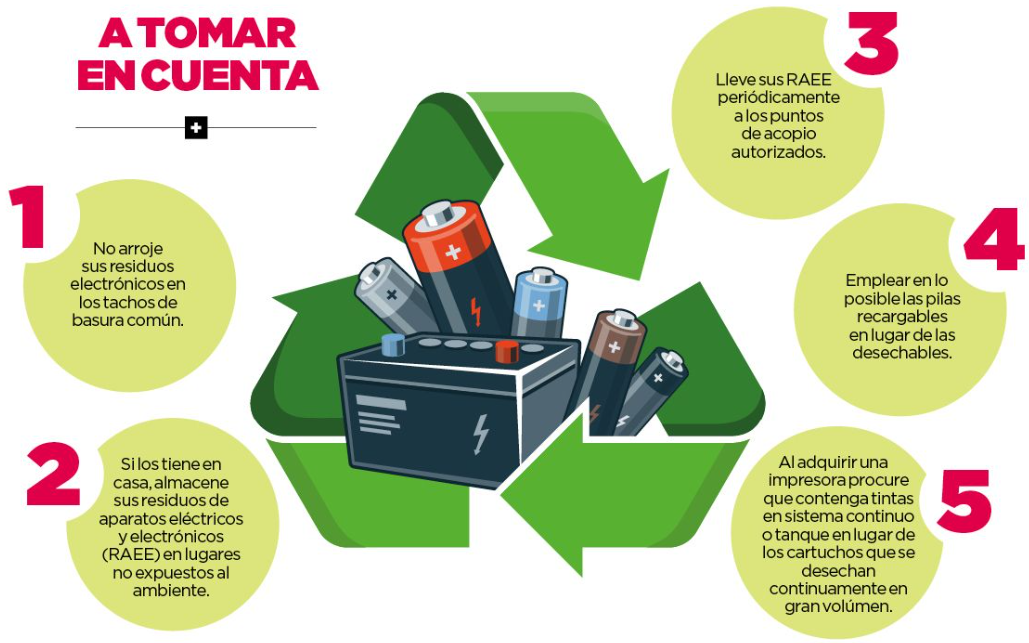 A TOMAR
EN CUENTA
1
No arroje
sus residuos
electrónicos en
los tachos de
basura común.
2
Si los tiene en
casa, almacene
sus residuos de
aparatos eléctricos
y electrónicos
(RAEE) en lugares
no expuestos al
ambiente.
3
Lleve sus RAEE
periódicamente
a los puntos
de acopio
autorizados.
4
Emplear en lo
posible las pilas
recargables
en lugar de las
desechables.
5
Al adquirir una
impresora procure
que contenga tintas
en sistema continuo
o tanque en lugar de
los cartuchos que se
desechan
continuamente en
gran volúmen.